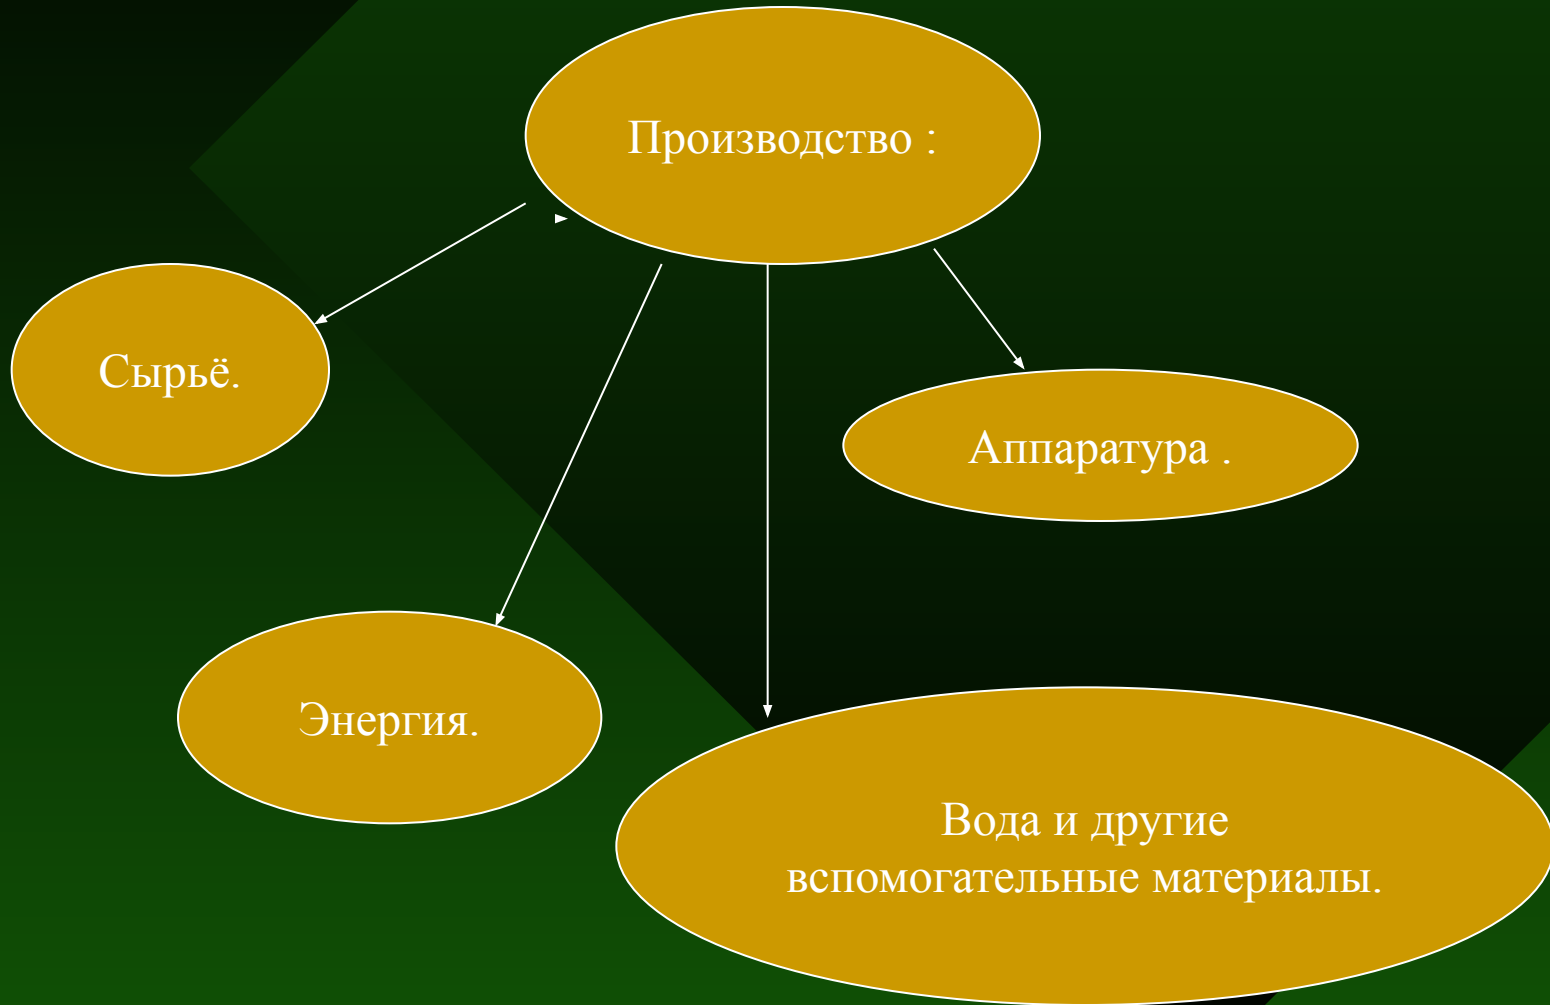 Производство :
Сырьё.
Аппаратура .
Энергия.
Вода и другие
вспомогательные материалы.